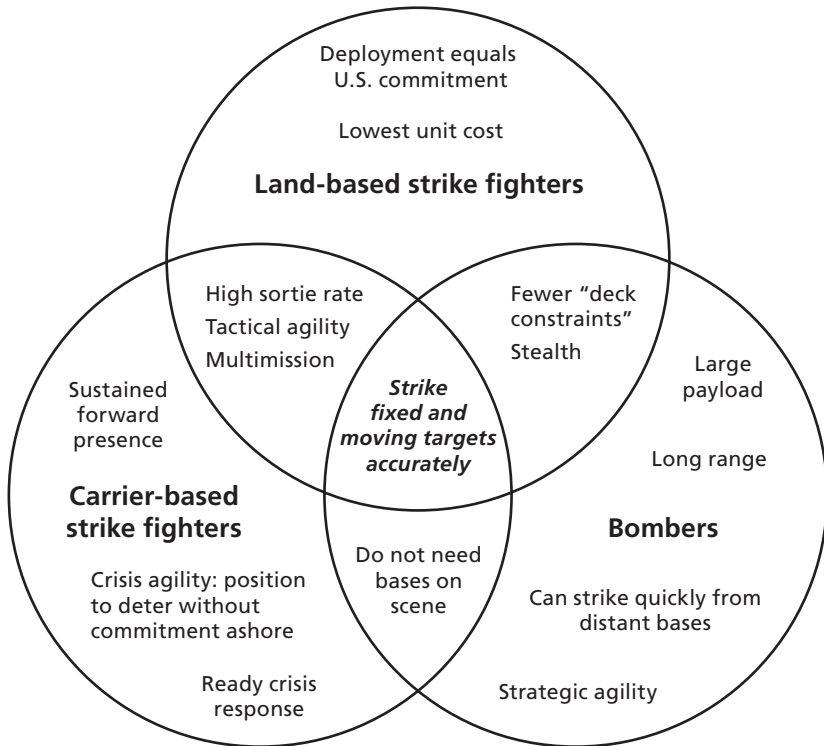 Deployment equals
U.S. commitment
Lowest unit cost
Land-based strike fighters
High sortie rate
Tactical agility
Multimission
Fewer “deck
constraints”
Stealth
Strike
fixed and
moving targets
accurately
Sustained
forward
presence
Large
payload
Long range
Carrier-based
strike fighters
Bombers
Do not need
bases on
scene
Crisis agility: position
to deter without
commitment ashore
Can strike quickly from
distant bases
Ready crisis
response
Strategic agility